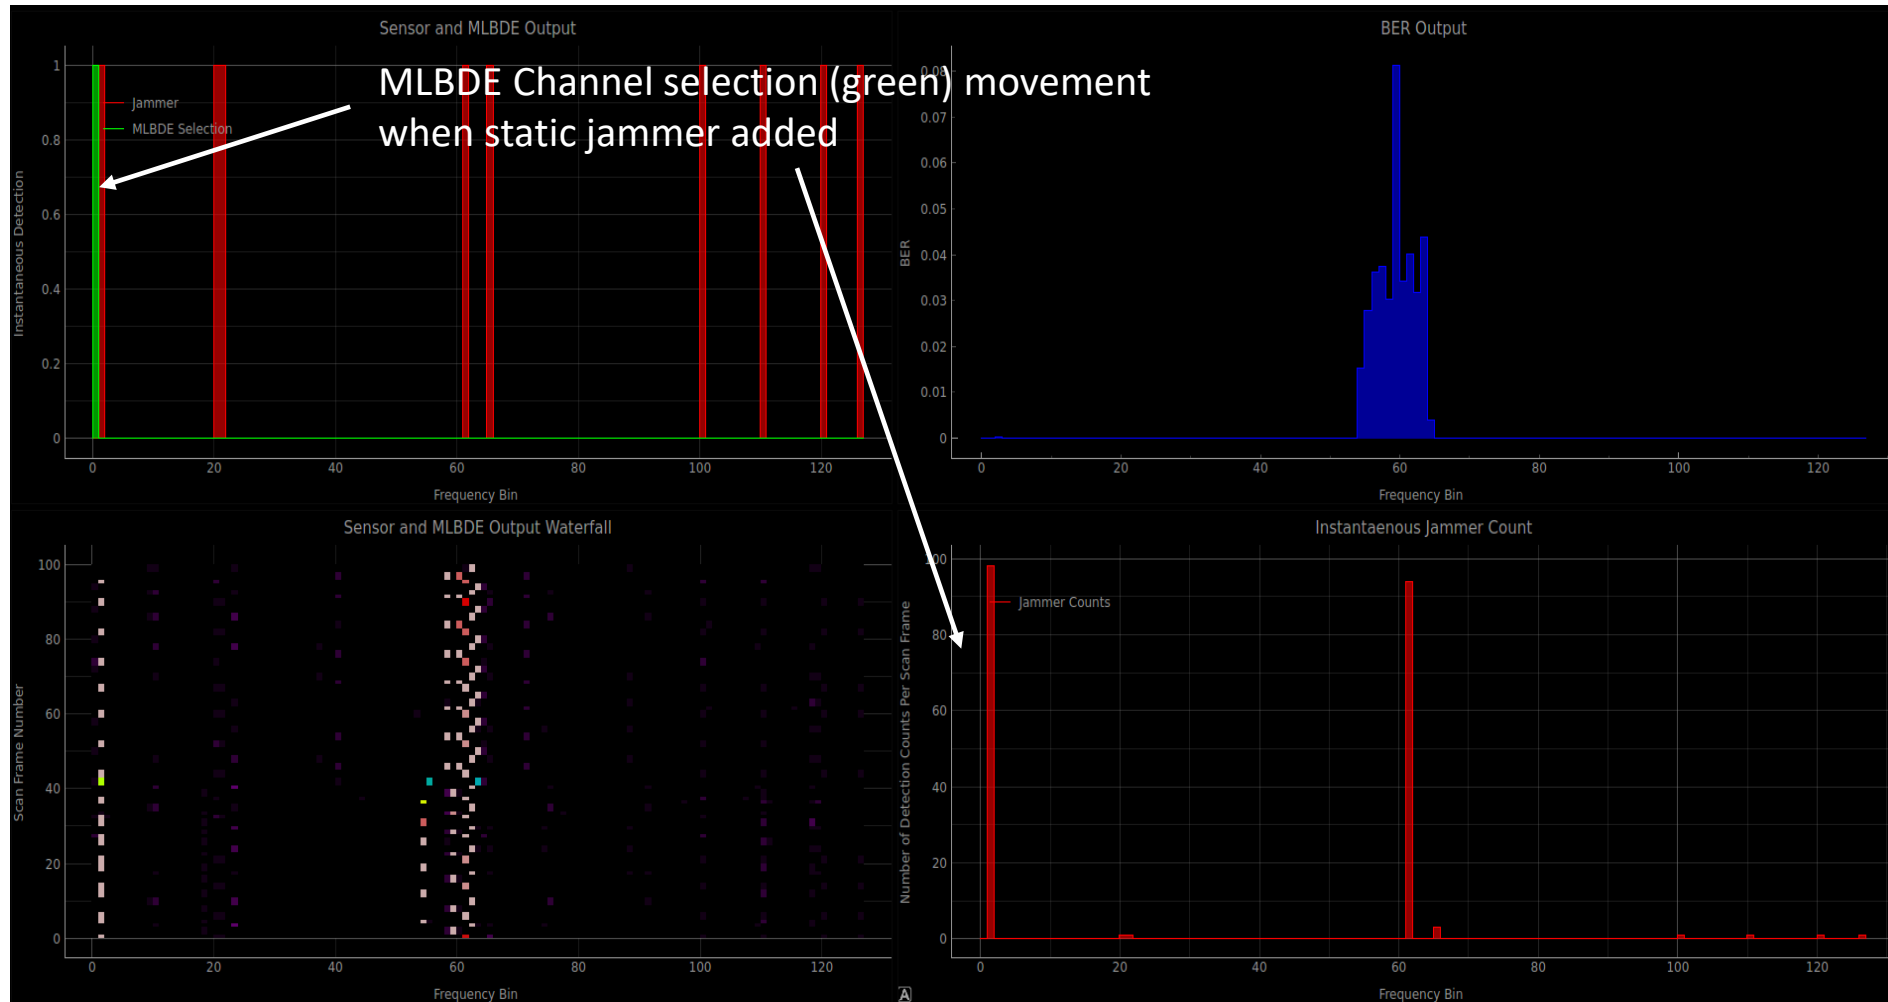 Sensor and MLBDE Output
MLBDE Channel selection (green) movement
when static jammer added
Jammer
MLBDE Selection
Instantaneous Detection
1
0.8
0.6
0.4
0.2
0
0 20 40 60 80 100 120
Frequency Bin
BER Output
BER
0.08
0.07
0.06
0.05
0.04
0.03
0.02
0.01
0
0 20 40 60 80 100 120
Frequency Bin
Sensor and MLBDE Output Waterfall
Scan Frame Number
100
80
60
40
20
0
0 20 40 60 80 100 120
Frequency Bin
Instantaenous Jammer Count
Jammer Counts
Number of Detection Counts Per Scan Frame
100
80
60
40
20
0
0 20 40 60 80 100 120
Frequency Bin
A